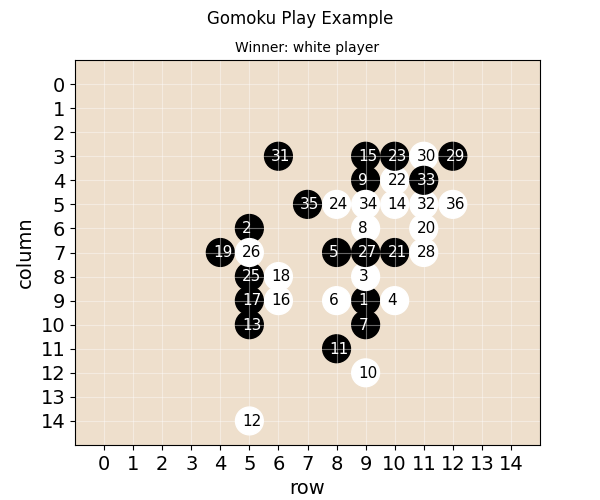 Gomoku Play Example
Winner: white player
0
1
2
3 31 15 23 30 29
4 9 22 33
5 35 24 34 14 32 36
6 2 8 20
7 19 26 5 27 21 28
8 25 18 3
9 17 16 6 1 4
10 13 7
11 11
12 10
13
14 12
column
0 1 2 3 4 5 6 7 8 9 10 11 12 13 14
row